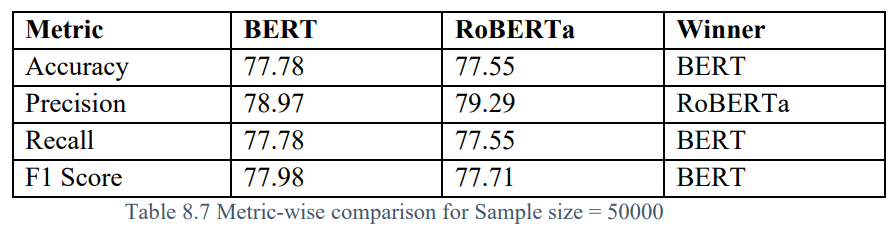 Metric BERT RoBERTa Winner
Accuracy 77.78 77.55 BERT
Precision 78.97 79.29 RoBERTa
Recall 77.78 77.55 BERT
F1 Score 77.98 77.71 BERT
Table 8.7 Metric-wise comparison for Sample size = 50000